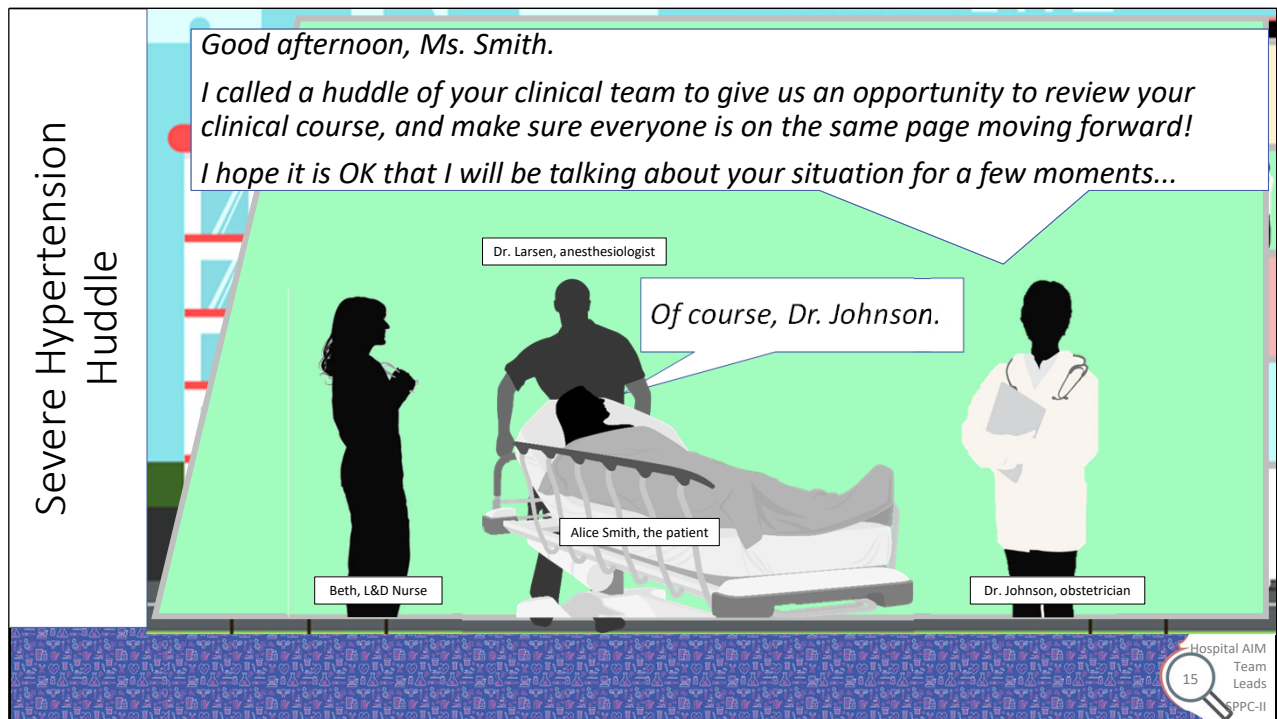 Severe Hypertension
Huddle
Good afternoon, Ms. Smith.
I called a huddle of your clinical team to give us an opportunity to review your
clinical course, and make sure everyone is on the same page moving forward!
I hope it is OK that I will be talking about your situation for a few moments...
Dr. Larsen, anesthesiologist
Of course, Dr. Johnson.
Alice Smith, the patient
Beth, L&D Nurse
Dr. Johnson, obstetrician
Hospital AIM
Team
15
Leads
SPPC-II